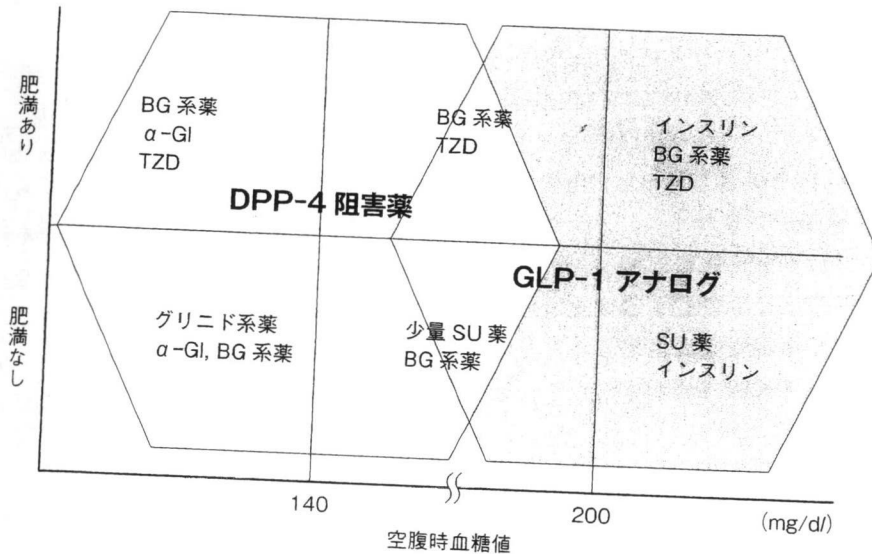 肥満あり
BG 系薬
α-GI
TZD
BG 系薬
TZD
インスリン
BG 系薬
TZD
DPP-4 阻害薬
GLP-1 アナログ
肥満なし
グリニド系薬
α-GI, BG 系薬
少量 SU 薬
BG 系薬
SU 薬
インスリン
140
200
(mg/dl)
空腹時血糖値